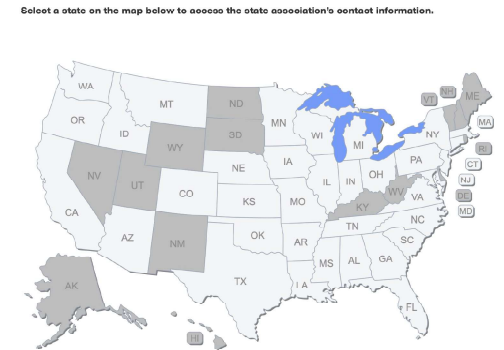 Select a state on the map below to access the state association's contact information.
WA
MT
ND
MN
ME
NH
VT
OR
ID
SD
WI
MI
NY
MA
WY
RI
IA
PA
CT
NE
NV
UT
IL
IN
OH
NJ
CO
WV
DE
KS
MO
KY
VA
MD
CA
TN
NC
AZ
NM
OK
AR
SC
MS
AL
GA
TX
LA
AK
FL
HI